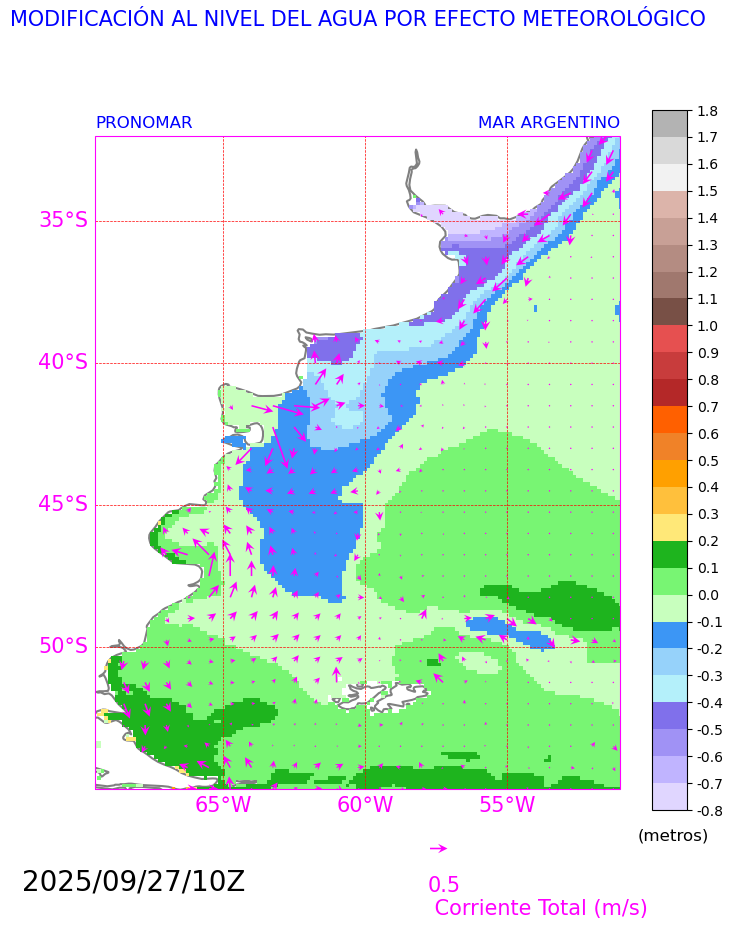 MODIFICACIÓN AL NIVEL DEL AGUA POR EFECTO METEOROLÓGICO
PRONOMAR MAR ARGENTINO
35°S
40°S
45°S
50°S
65°W 60°W 55°W
1.8
1.7
1.6
1.5
1.4
1.3
1.2
1.1
1.0
0.9
0.8
0.7
0.6
0.5
0.4
0.3
0.2
0.1
0.0
-0.1
-0.2
-0.3
-0.4
-0.5
-0.6
-0.7
-0.8
(metros)
2025/09/27/10Z
0.5
Corriente Total (m/s)